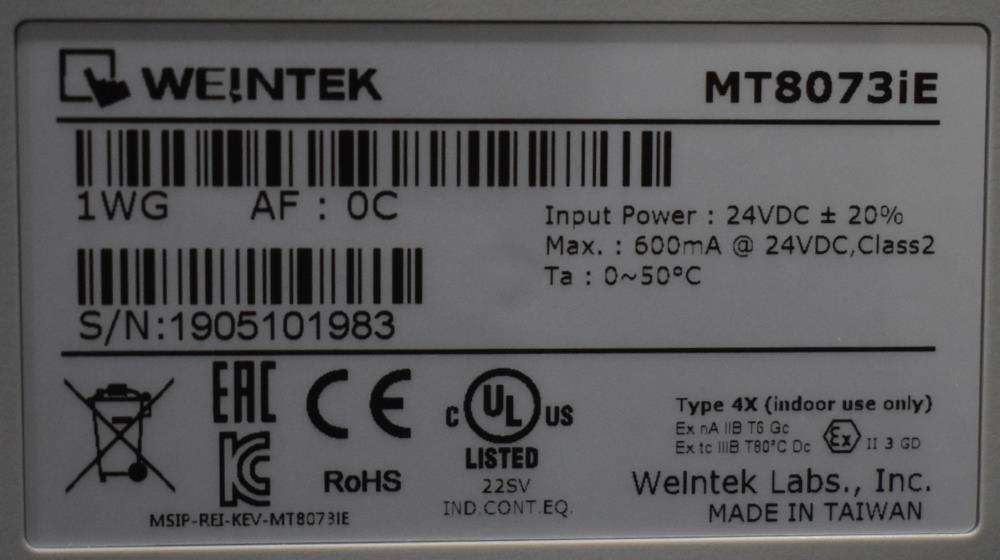 WEINTEK
MT8073iE
1WG AF : 0C
Input Power : 24VDC ± 20%
Max. : 600mA @ 24VDC,Class2
Ta : 0~50°C
S/N:1905101983
EAC
CE
C UL US
LISTED
22SV
IND.CONT.EQ.
KC
RoHS
MSIP-REI-KEV-MT8073IE
Type 4X (indoor use only)
Ex nA IIB T6 Gc
Ex tc IIIB T80°C Dc
Ex II 3 GD
WeIntek Labs., Inc.
MADE IN TAIWAN